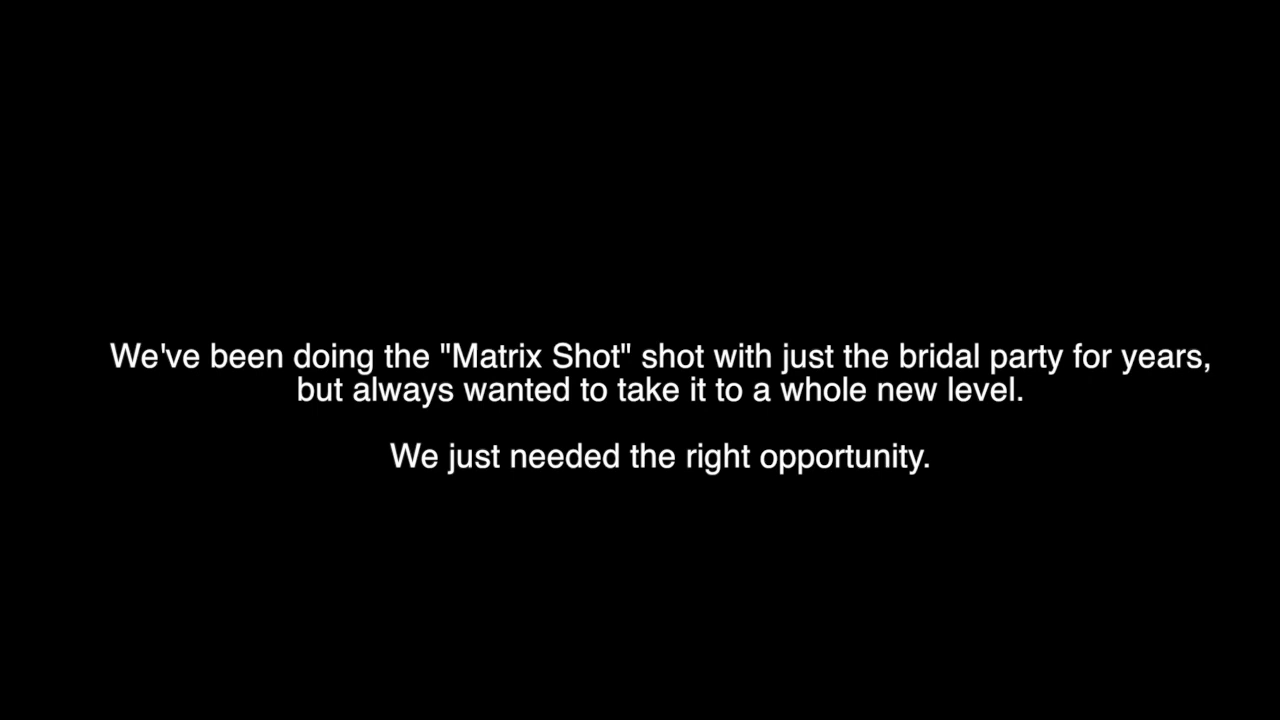 We've been doing the "Matrix Shot" shot with just the bridal party for years,
but always wanted to take it to a whole new level.
We just needed the right opportunity.